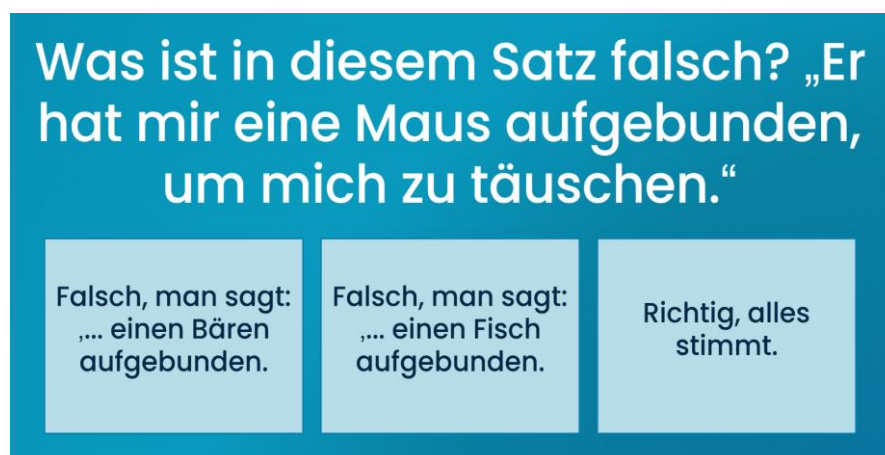 Was ist in diesem Satz falsch? „Er
hat mir eine Maus aufgebunden,
um mich zu täuschen.“
Falsch, man sagt:
‚... einen Bären
aufgebunden.
Falsch, man sagt:
‚... einen Fisch
aufgebunden.
Richtig, alles
stimmt.